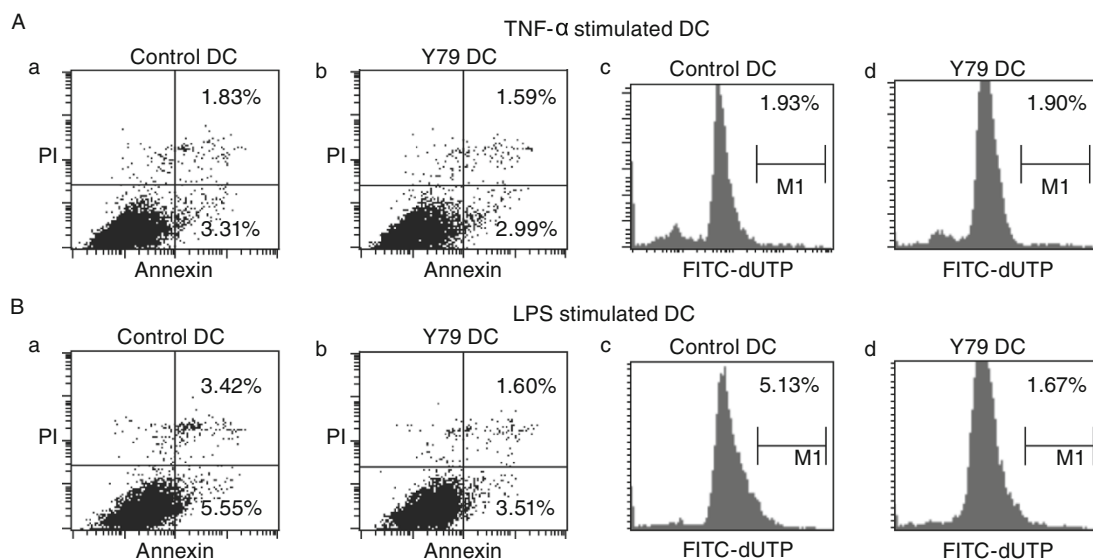 A
TNF-α stimulated DC
a
Control DC
1.83%
3.31%
PI
Annexin
b
Y79 DC
1.59%
2.99%
Annexin
c
Control DC
1.93%
M1
FITC-dUTP
d
Y79 DC
1.90%
M1
FITC-dUTP
B
LPS stimulated DC
a
Control DC
3.42%
5.55%
PI
Annexin
b
Y79 DC
1.60%
3.51%
Annexin
c
Control DC
5.13%
M1
FITC-dUTP
d
Y79 DC
1.67%
M1
FITC-dUTP